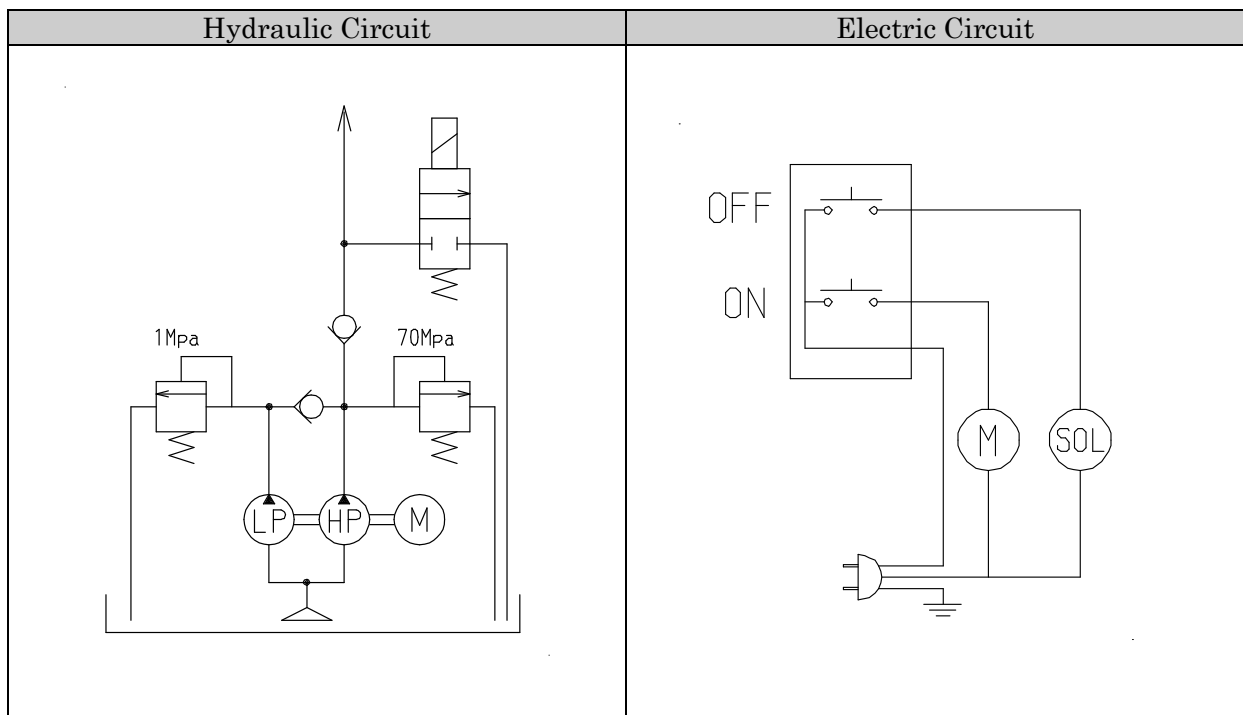 Hydraulic Circuit
Electric Circuit
1Mpa
70Mpa
LP
HP
M
OFF
ON
M
SOL